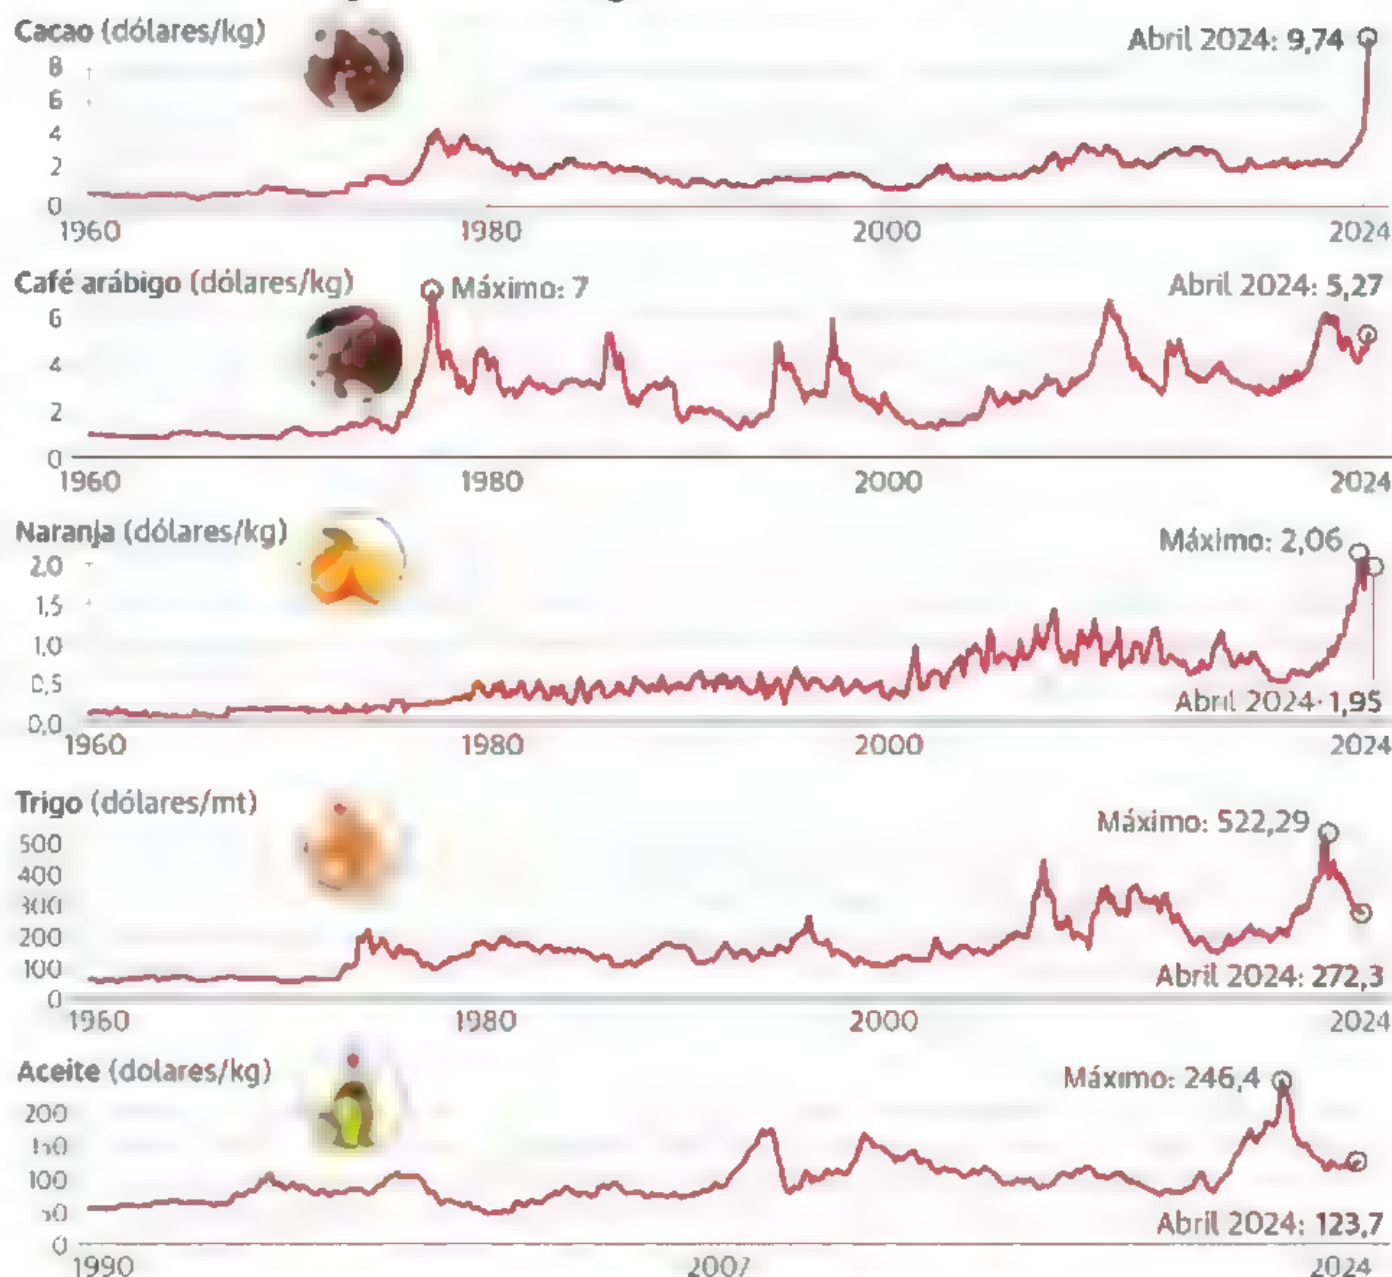 Cacao (dólares/kg)
Abril 2024: 9,74
8
6
4
2
0
1960 1980 2000 2024
Café arábigo (dólares/kg)
Máximo: 7
Abril 2024: 5,27
6
4
2
0
1960 1980 2000 2024
Naranja (dólares/kg)
Máximo: 2,06
2,0
1,5
1,0
0,5
Abril 2024: 1,95
0,0
1960 1980 2000 2024
Trigo (dólares/mt)
Máximo: 522,29
500
400
300
200
100
Abril 2024: 272,3
0
1960 1980 2000 2024
Aceite (dolares/kg)
Máximo: 246,4
200
150
100
50
Abril 2024: 123,7
0
1990 2007 2024